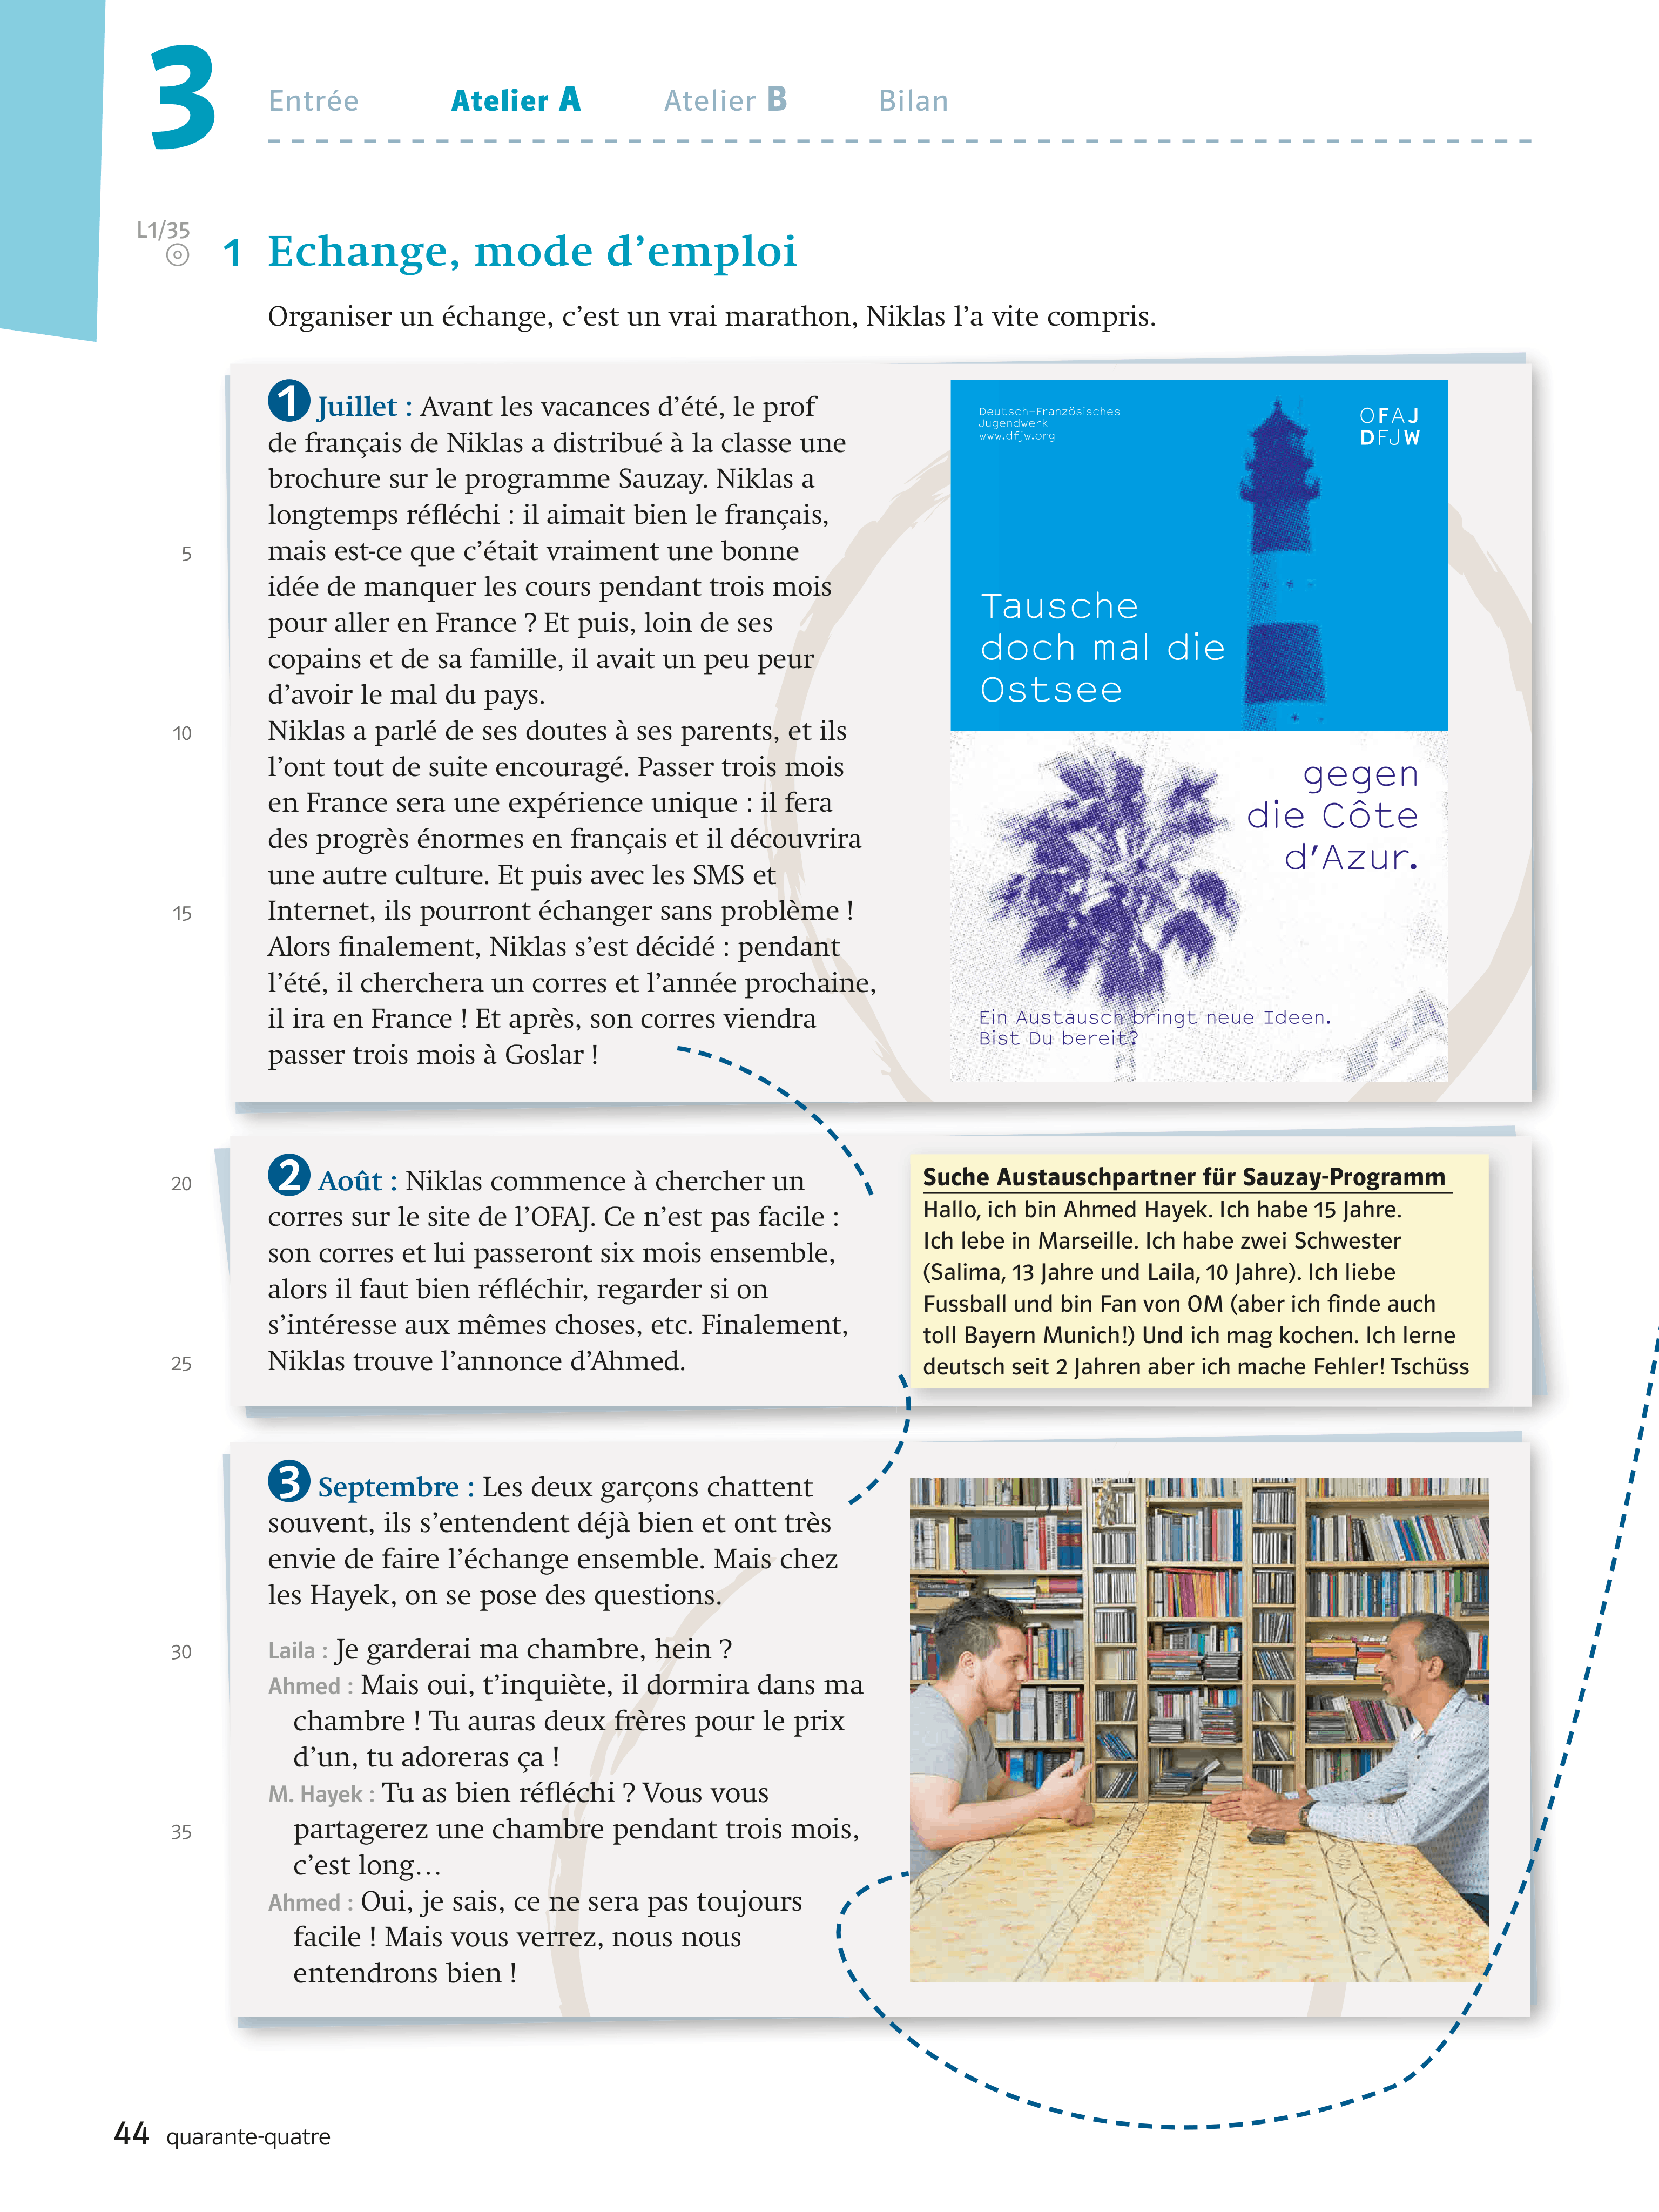 3
Entrée Atelier A Atelier B Bilan
L1/35
1 Echange, mode d’emploi
Organiser un échange, c’est un vrai marathon, Niklas l’a vite compris.
1 Juillet : Avant les vacances d’été, le prof
de français de Niklas a distribué à la classe une
brochure sur le programme Sauzay. Niklas a
longtemps réfléchi : il aimait bien le français,
5 mais est-ce que c’était vraiment une bonne
idée de manquer les cours pendant trois mois
pour aller en France ? Et puis, loin de ses
copains et de sa famille, il avait un peu peur
d’avoir le mal du pays.
10 Niklas a parlé de ses doutes à ses parents, et ils
l’ont tout de suite encouragé. Passer trois mois
en France sera une expérience unique : il fera
des progrès énormes en français et il découvrira
une autre culture. Et puis avec les SMS et
15 Internet, ils pourront échanger sans problème !
Alors finalement, Niklas s’est décidé : pendant
l’été, il cherchera un corres et l’année prochaine,
il ira en France ! Et après, son corres viendra
passer trois mois à Goslar !
Deutsch-Französisches
Jugendwerk
www.dfjw.org
OFAJ
DFJW
Tausche
doch mal die
Ostsee
gegen
die Côte
d’Azur.
Ein Austausch bringt neue Ideen.
Bist Du bereit?
20 2 Août : Niklas commence à chercher un
corres sur le site de l’OFAJ. Ce n’est pas facile :
son corres et lui passeront six mois ensemble,
alors il faut bien réfléchir, regarder si on
s’intéresse aux mêmes choses, etc. Finalement,
25 Niklas trouve l’annonce d’Ahmed.
Suche Austauschpartner für Sauzay-Programm
Hallo, ich bin Ahmed Hayek. Ich habe 15 Jahre.
Ich lebe in Marseille. Ich habe zwei Schwester
(Salima, 13 Jahre und Laila, 10 Jahre). Ich liebe
Fussball und bin Fan von OM (aber ich finde auch
toll Bayern Munich!) Und ich mag kochen. Ich lerne
deutsch seit 2 Jahren aber ich mache Fehler! Tschüss
3 Septembre : Les deux garçons chattent
souvent, ils s’entendent déjà bien et ont très
envie de faire l’échange ensemble. Mais chez
les Hayek, on se pose des questions.
30 Laila : Je garderai ma chambre, hein ?
Ahmed : Mais oui, t’inquiète, il dormira dans ma
chambre ! Tu auras deux frères pour le prix
d’un, tu adoreras ça !
M. Hayek : Tu as bien réfléchi ? Vous vous
35 partagerez une chambre pendant trois mois,
c’est long…
Ahmed : Oui, je sais, ce ne sera pas toujours
facile ! Mais vous verrez, nous nous
entendrons bien !
44 quarante-quatre